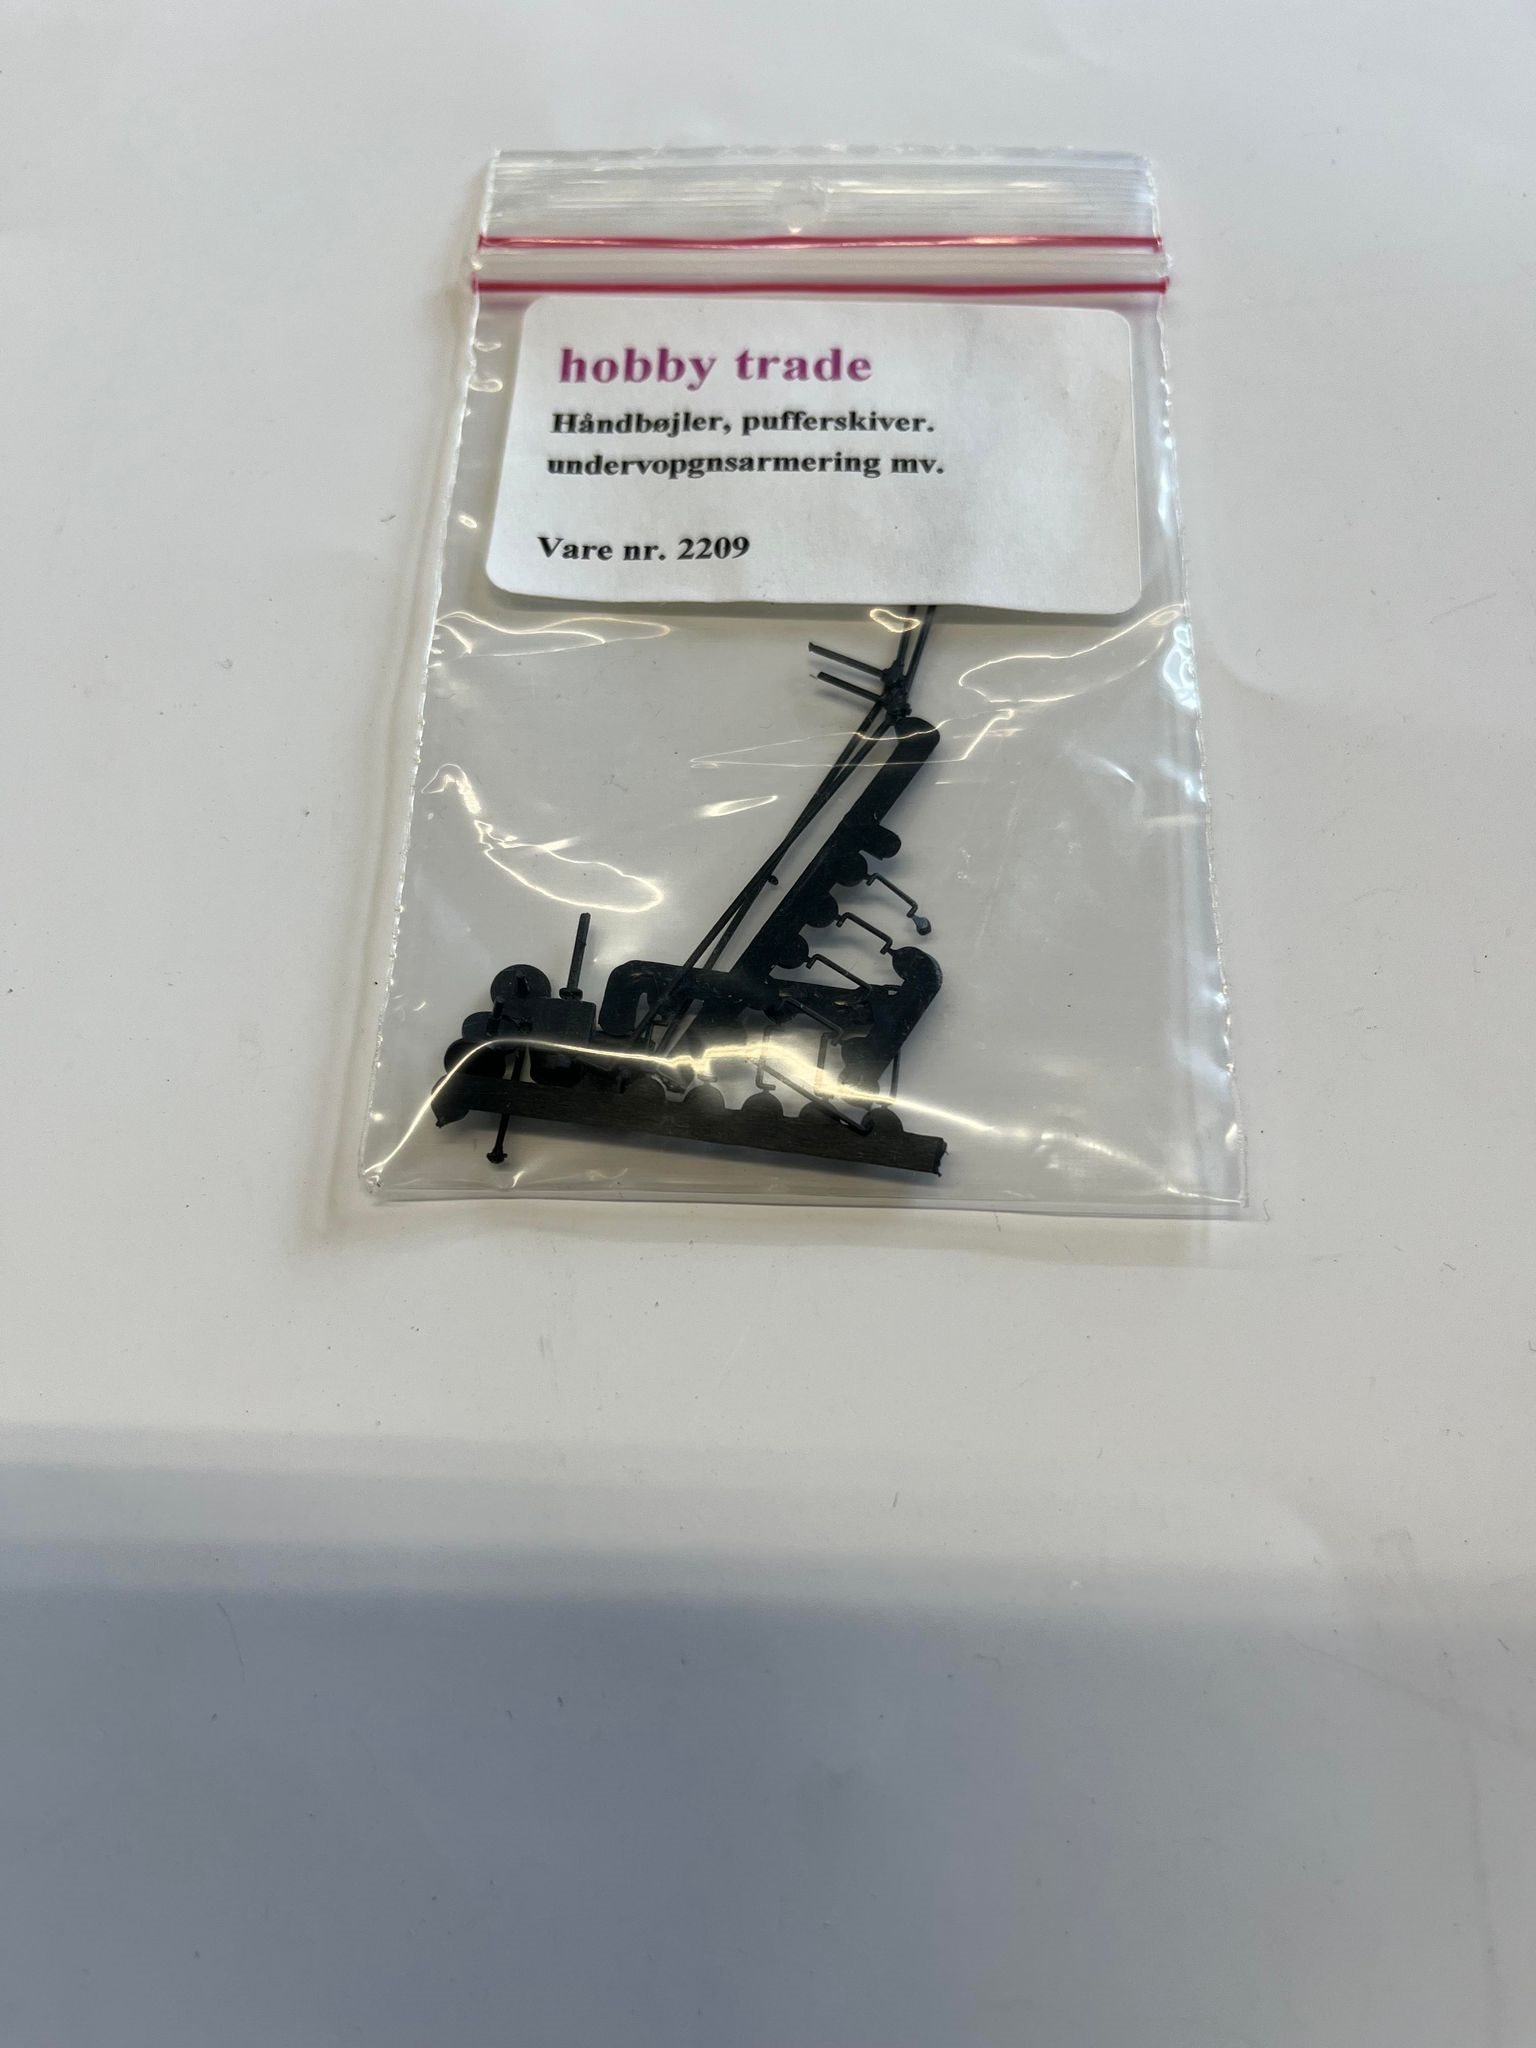 hobby trade
Håndbøjler, pufferskiver.
undervopgnsarmering mv.
Vare nr. 2209